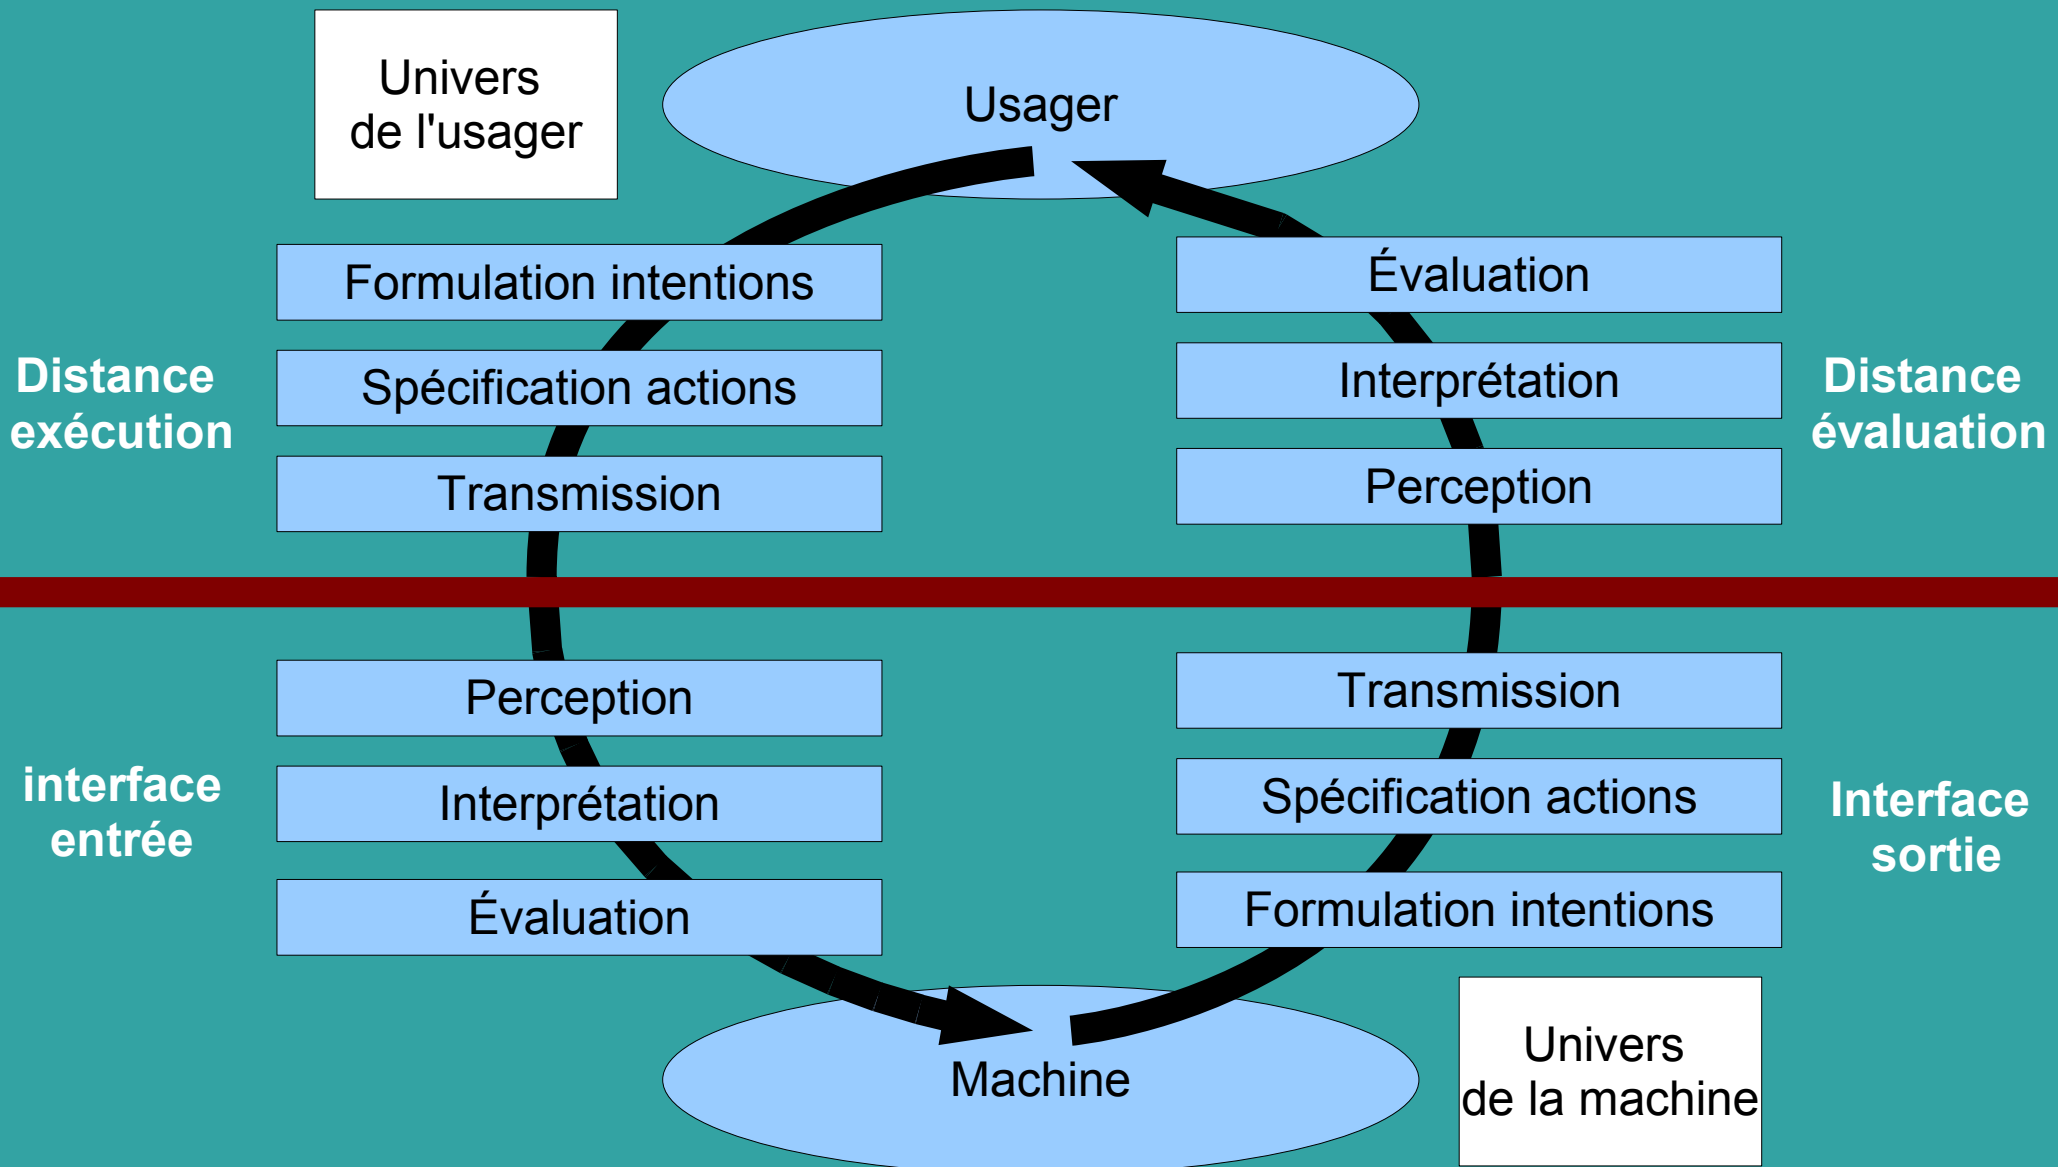 Univers
de l'usager
Usager
Formulation intentions
Spécification actions
Transmission
Distance
exécution
Évaluation
Interprétation
Perception
Distance
évaluation
Perception
Interprétation
Évaluation
interface
entrée
Transmission
Spécification actions
Formulation intentions
Interface
sortie
Machine
Univers
de la machine